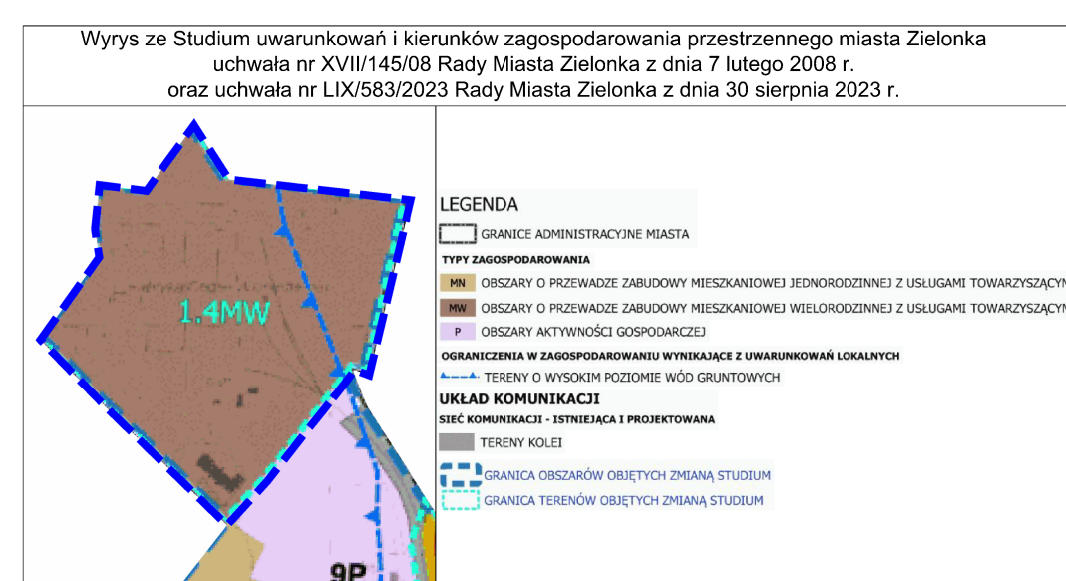 Wyrys ze Studium uwarunkowań i kierunków zagospodarowania przestrzennego miasta Zielonka
uchwała nr XVII/145/08 Rady Miasta Zielonka z dnia 7 lutego 2008 r.
oraz uchwała nr LIX/583/2023 Rady Miasta Zielonka z dnia 30 sierpnia 2023 r.
1.4MW
9P
LEGENDA
GRANICE ADMINISTRACYJNE MIASTA
TYPY ZAGOSPODAROWANIA
MN OBSZARY O PRZEWADZE ZABUDOWY MIESZKANIOWEJ JEDNORODZINNEJ Z USŁUGAMI TOWARZYSZĄCYM
MW OBSZARY O PRZEWADZE ZABUDOWY MIESZKANIOWEJ WIELORODZINNEJ Z USŁUGAMI TOWARZYSZĄCYM
P OBSZARY AKTYWNOŚCI GOSPODARCZEJ
OGRANICZENIA W ZAGOSPODAROWANIU WYNIKAJĄCE Z UWARUNKOWAŃ LOKALNYCH
TERENY O WYSOKIM POZIOMIE WÓD GRUNTOWYCH
UKŁAD KOMUNIKACJI
SIEĆ KOMUNIKACJI - ISTNIEJĄCA I PROJEKTOWANA
TERENY KOLEI
GRANICA OBSZARÓW OBJĘTYCH ZMIANĄ STUDIUM
GRANICA TERENÓW OBJĘTYCH ZMIANĄ STUDIUM